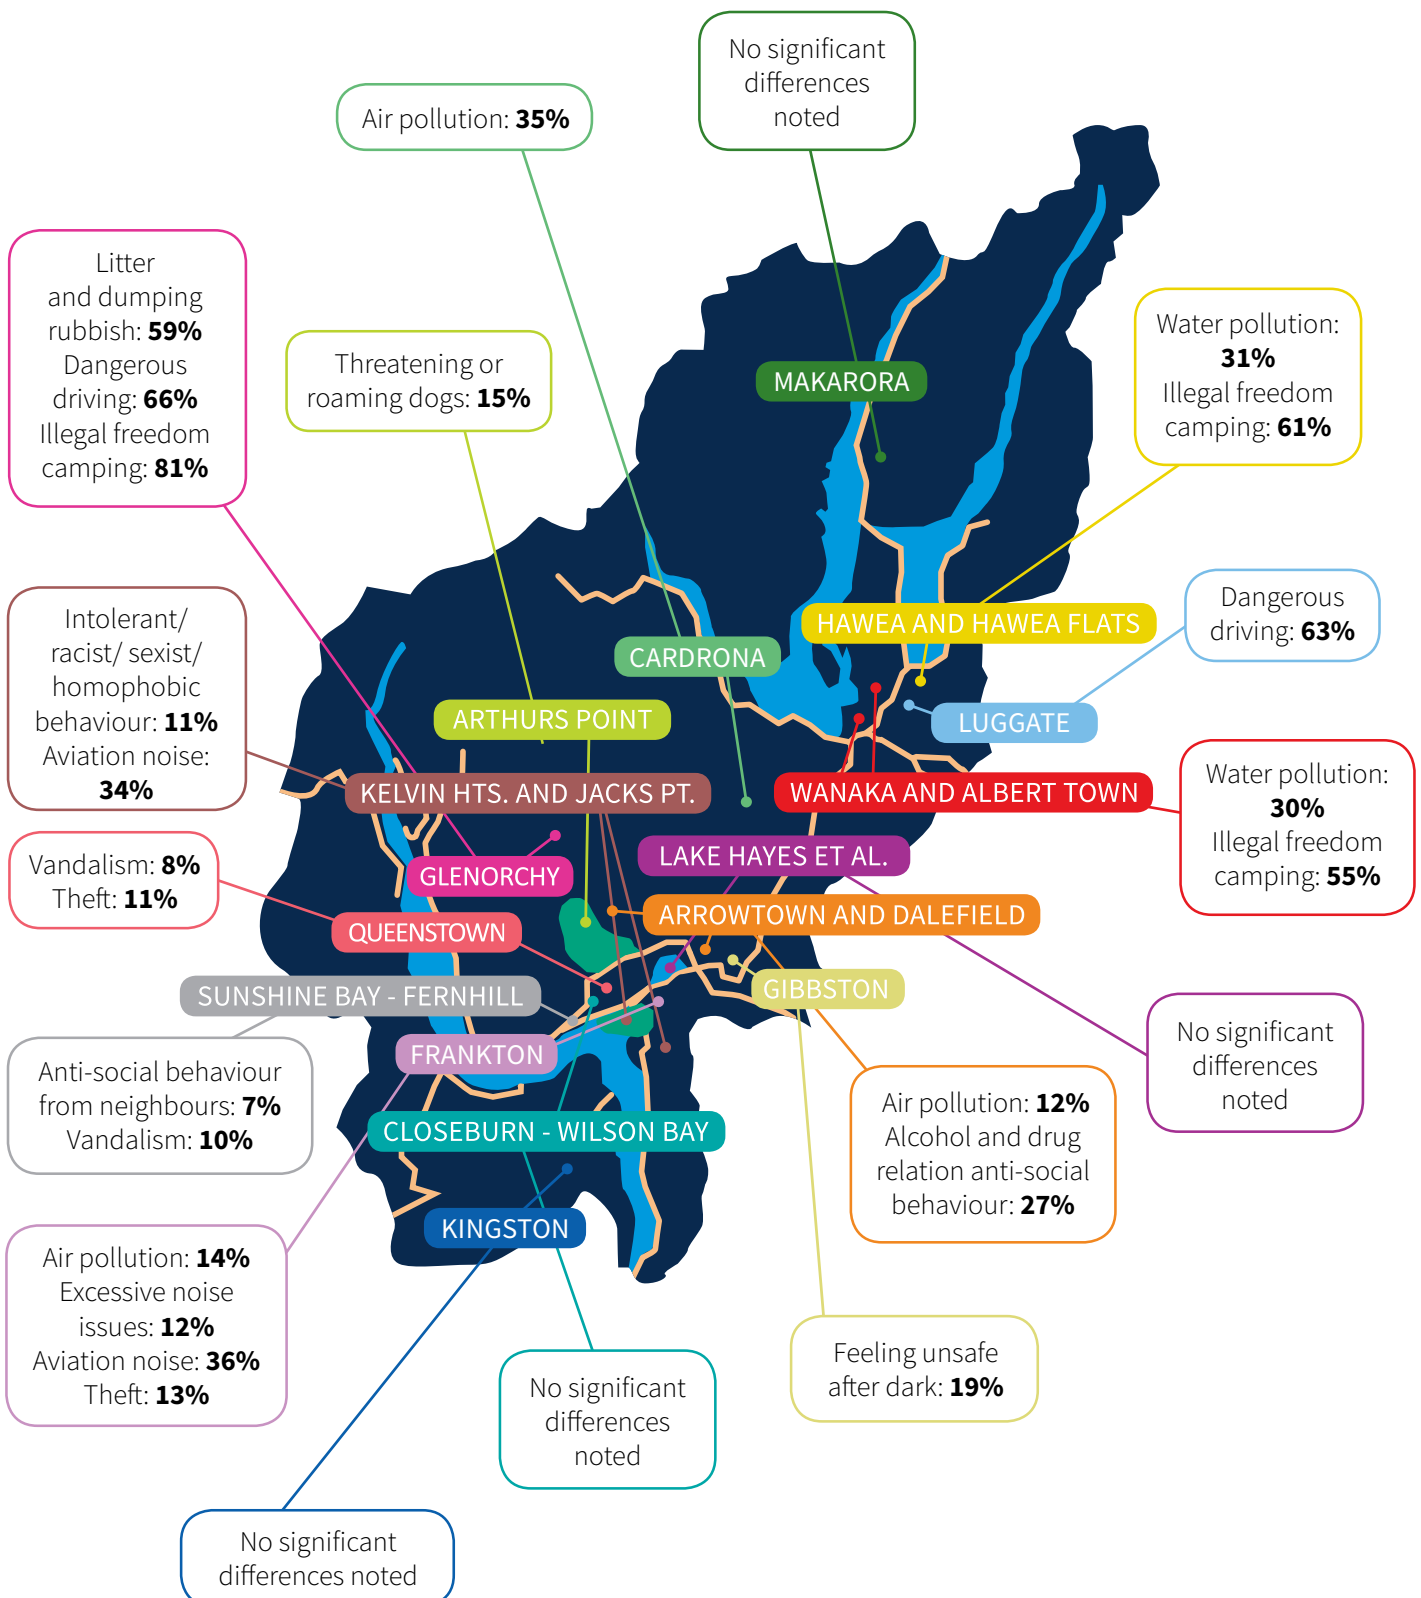 No significant
differences
noted
Air pollution: 35%
Litter
and dumping
rubbish: 59%
Dangerous
driving: 66%
Illegal freedom
camping: 81%
Threatening or
roaming dogs: 15%
Water pollution:
31%
Illegal freedom
camping: 61%
MAKARORA
Intolerant/
racist/ sexist/
homophobic
behaviour: 11%
Aviation noise:
34%
Dangerous
driving: 63%
HAWEA AND HAWEA FLATS
CARDRONA
ARTHURS POINT
LUGGATE
KELVIN HTS. AND JACKS PT.
WANAKA AND ALBERT TOWN
Water pollution:
30%
Illegal freedom
camping: 55%
Vandalism: 8%
Theft: 11%
LAKE HAYES ET AL.
GLENORCHY
ARROWTOWN AND DALEFIELD
QUEENSTOWN
GIBBSTON
SUNSHINE BAY - FERNHILL
FRANKTON
Anti-social behaviour
from neighbours: 7%
Vandalism: 10%
No significant
differences
noted
Air pollution: 12%
Alcohol and drug
relation anti-social
behaviour: 27%
CLOSEBURN - WILSON BAY
KINGSTON
Air pollution: 14%
Excessive noise
issues: 12%
Aviation noise: 36%
Theft: 13%
Feeling unsafe
after dark: 19%
No significant
differences
noted
No significant
differences noted